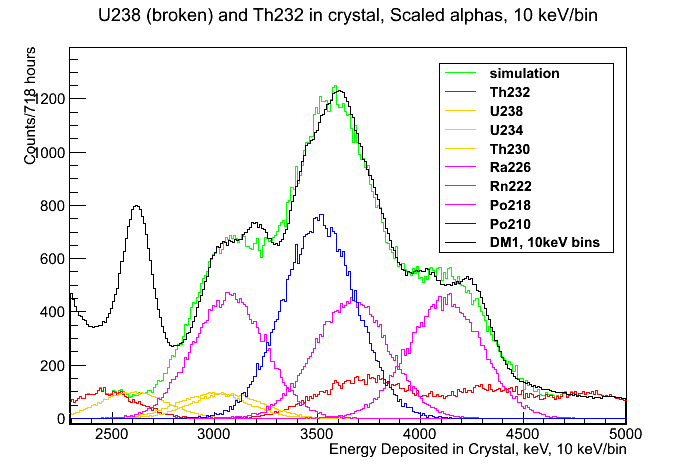 U238 (broken) and Th232 in crystal, Scaled alphas, 10 keV/bin
Counts/718 hours
1200
1000
800
600
400
200
0
simulation
Th232
U238
U234
Th230
Ra226
Rn222
Po218
Po210
DM1, 10keV bins
2500 3000 3500 4000 4500 5000
Energy Deposited in Crystal, keV, 10 keV/bin